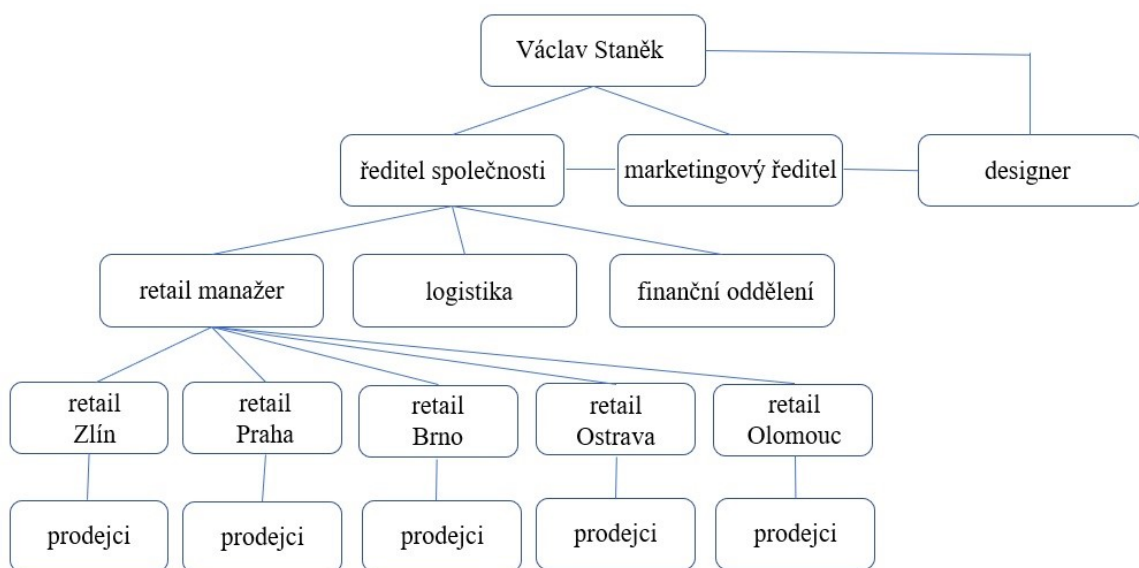 Václav Staněk
ředitel společnosti
marketingový ředitel
designer
retail manažer
logistika
finanční oddělení
retail
Zlín
retail
Praha
retail
Brno
retail
Ostrava
retail
Olomouc
prodejci
prodejci
prodejci
prodejci
prodejci